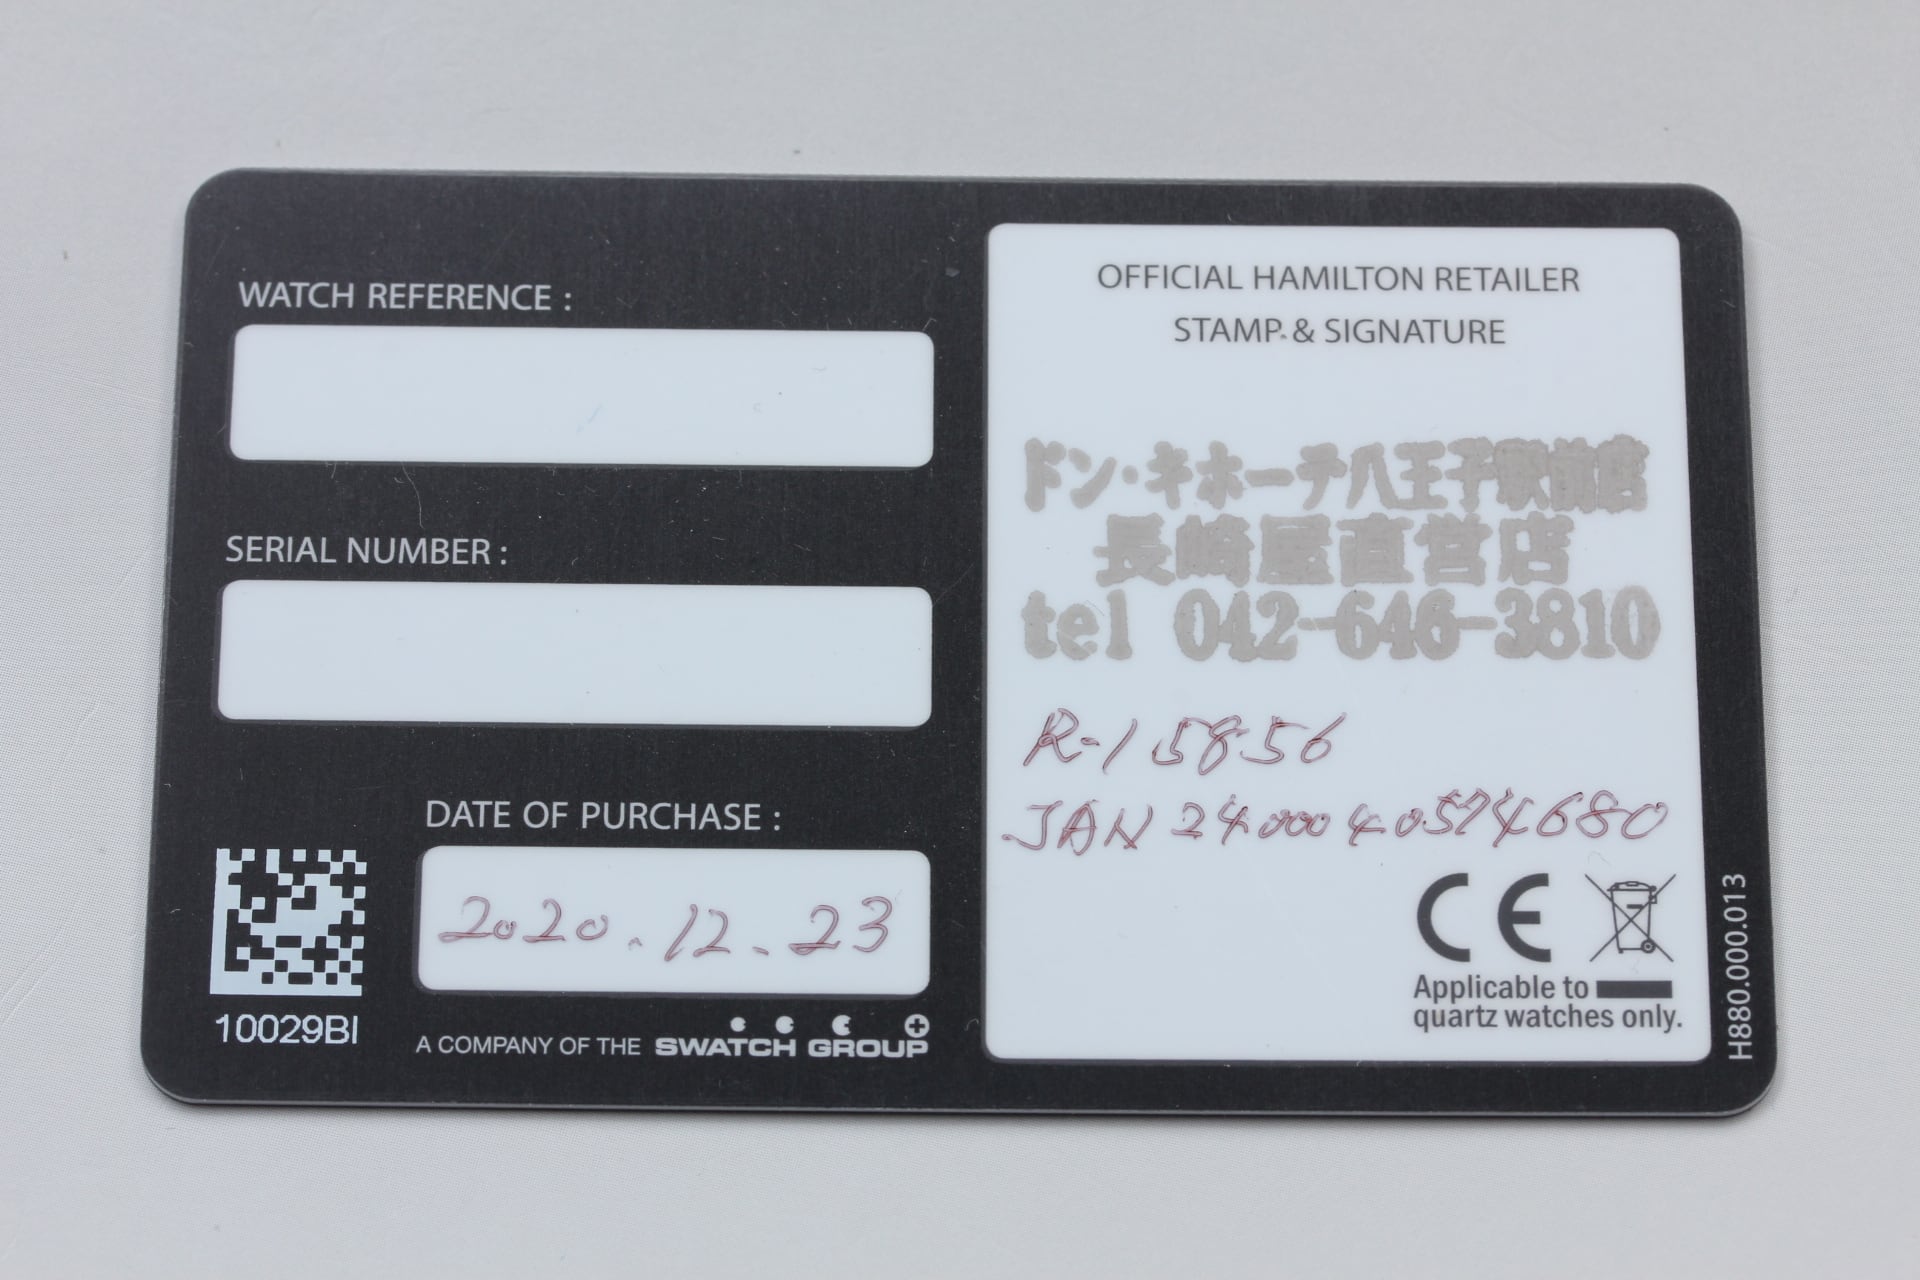 WATCH REFERENCE :
SERIAL NUMBER :
DATE OF PURCHASE :
2020.12.23
10029BI
A COMPANY OF THE SWATCH GROUP
OFFICIAL HAMILTON RETAILER
STAMP & SIGNATURE
ドン・キホーテ八王子駅前店
長崎屋直営店
tel 042-646-3810
R-15856
JAN 2400040574680
CE
Applicable to
quartz watches only.
H880.000.013